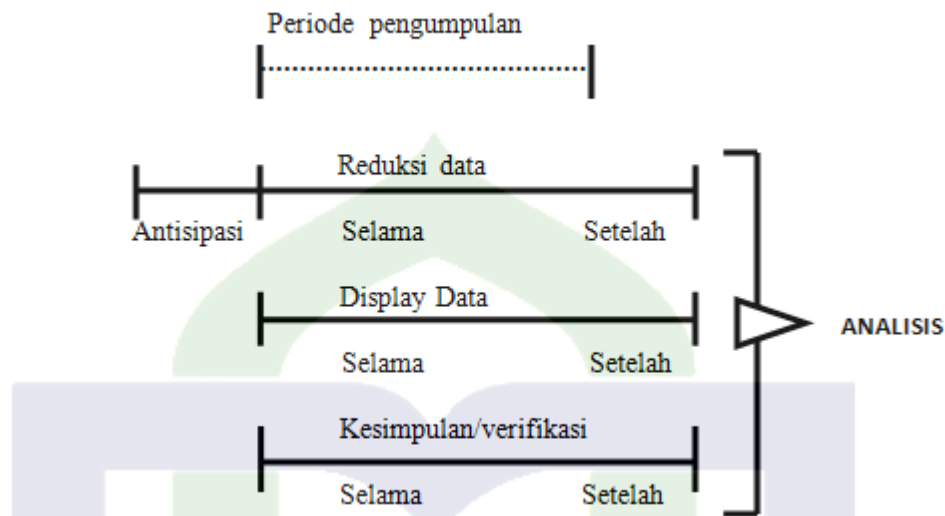 Periode pengumpulan
Reduksi data
Antisipasi Selama Setelah
Display Data
ANALISIS
Selama Setelah
Kesimpulan/verifikasi
Selama Setelah